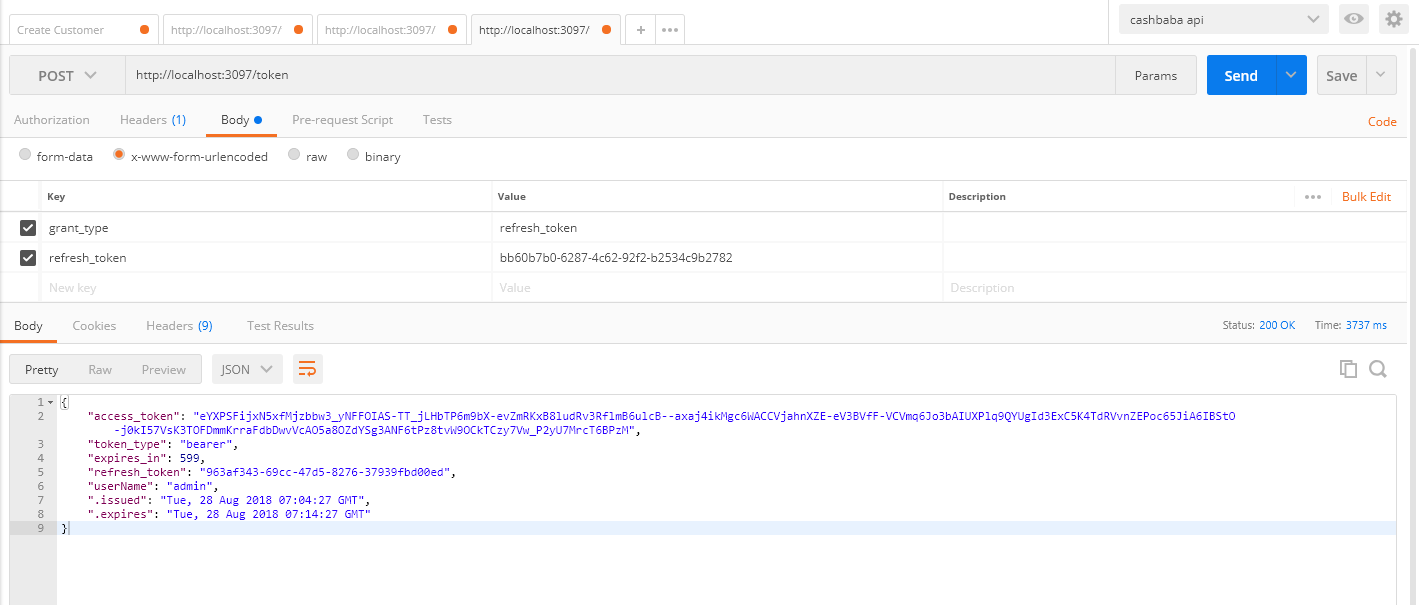 Create Customer http://localhost:3097/ http://localhost:3097/ http://localhost:3097/ + ••• cashbaba api
POST http://localhost:3097/token Params Send Save
Authorization Headers (1) Body Pre-request Script Tests Code
form-data x-www-form-urlencoded raw binary
Key Value Description ••• Bulk Edit
grant_type refresh_token
refresh_token bb60b7b0-6287-4c62-92f2-b2534c9b2782
New key Value Description
Body Cookies Headers (9) Test Results Status: 200 OK Time: 3737 ms
Pretty Raw Preview JSON
1 {
2 "access_token": "eYXPSFijxN5xfMjzbbw3_yNFFOIAS-TT_jLHbTP6m9bX-evZmRKxB8ludRv3RflmB6ulcB--axaj4ikMgc6WACCVjahnXZE-eV3BVfF-VCVmq6Jo3bAIUXPlq9QYUgId3ExC5K4TdRVvnZEPoc65JiA6IBStO
-j0kI57VsK3TOFDmmKrraFdbDwvVcAO5a8OZdYSg3ANF6tPz8tvW9OCkTCzy7Vw_P2yU7MrcT6BPzM",
3 "token_type": "bearer",
4 "expires_in": 599,
5 "refresh_token": "963af343-69cc-47d5-8276-37939fbd00ed",
6 "userName": "admin",
7 ".issued": "Tue, 28 Aug 2018 07:04:27 GMT",
8 ".expires": "Tue, 28 Aug 2018 07:14:27 GMT"
9 }